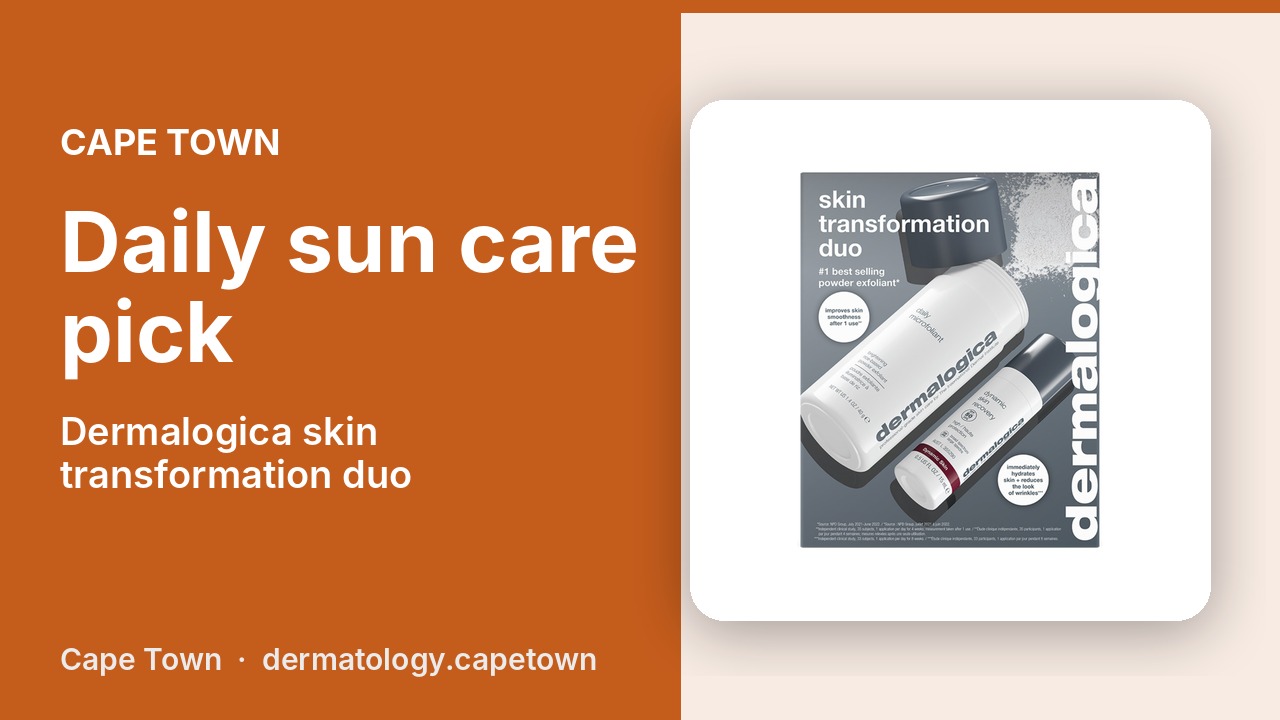 CAPE TOWN
Daily sun care
pick
Dermalogica skin
transformation duo
Cape Town · dermatology.capetown
skin
transformation
duo
#1 best selling
powder exfoliant*
improves skin
smoothness
after 1 use**
daily
microfoliant
dermalogica
dynamic
skin
recovery
50
dermalogica
immediately
hydrates
skin + reduces
the look
of wrinkles***
dermalogica